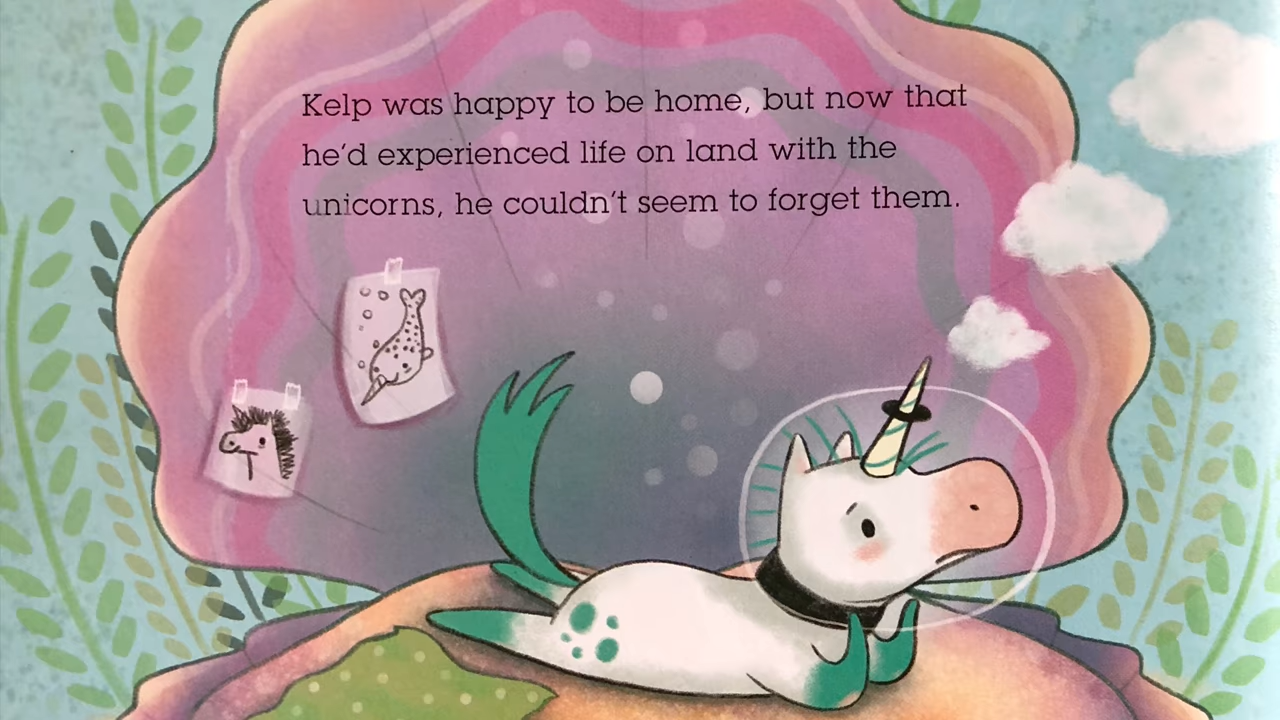 Kelp was happy to be home, but now that
he'd experienced life on land with the
unicorns, he couldn't seem to forget them.